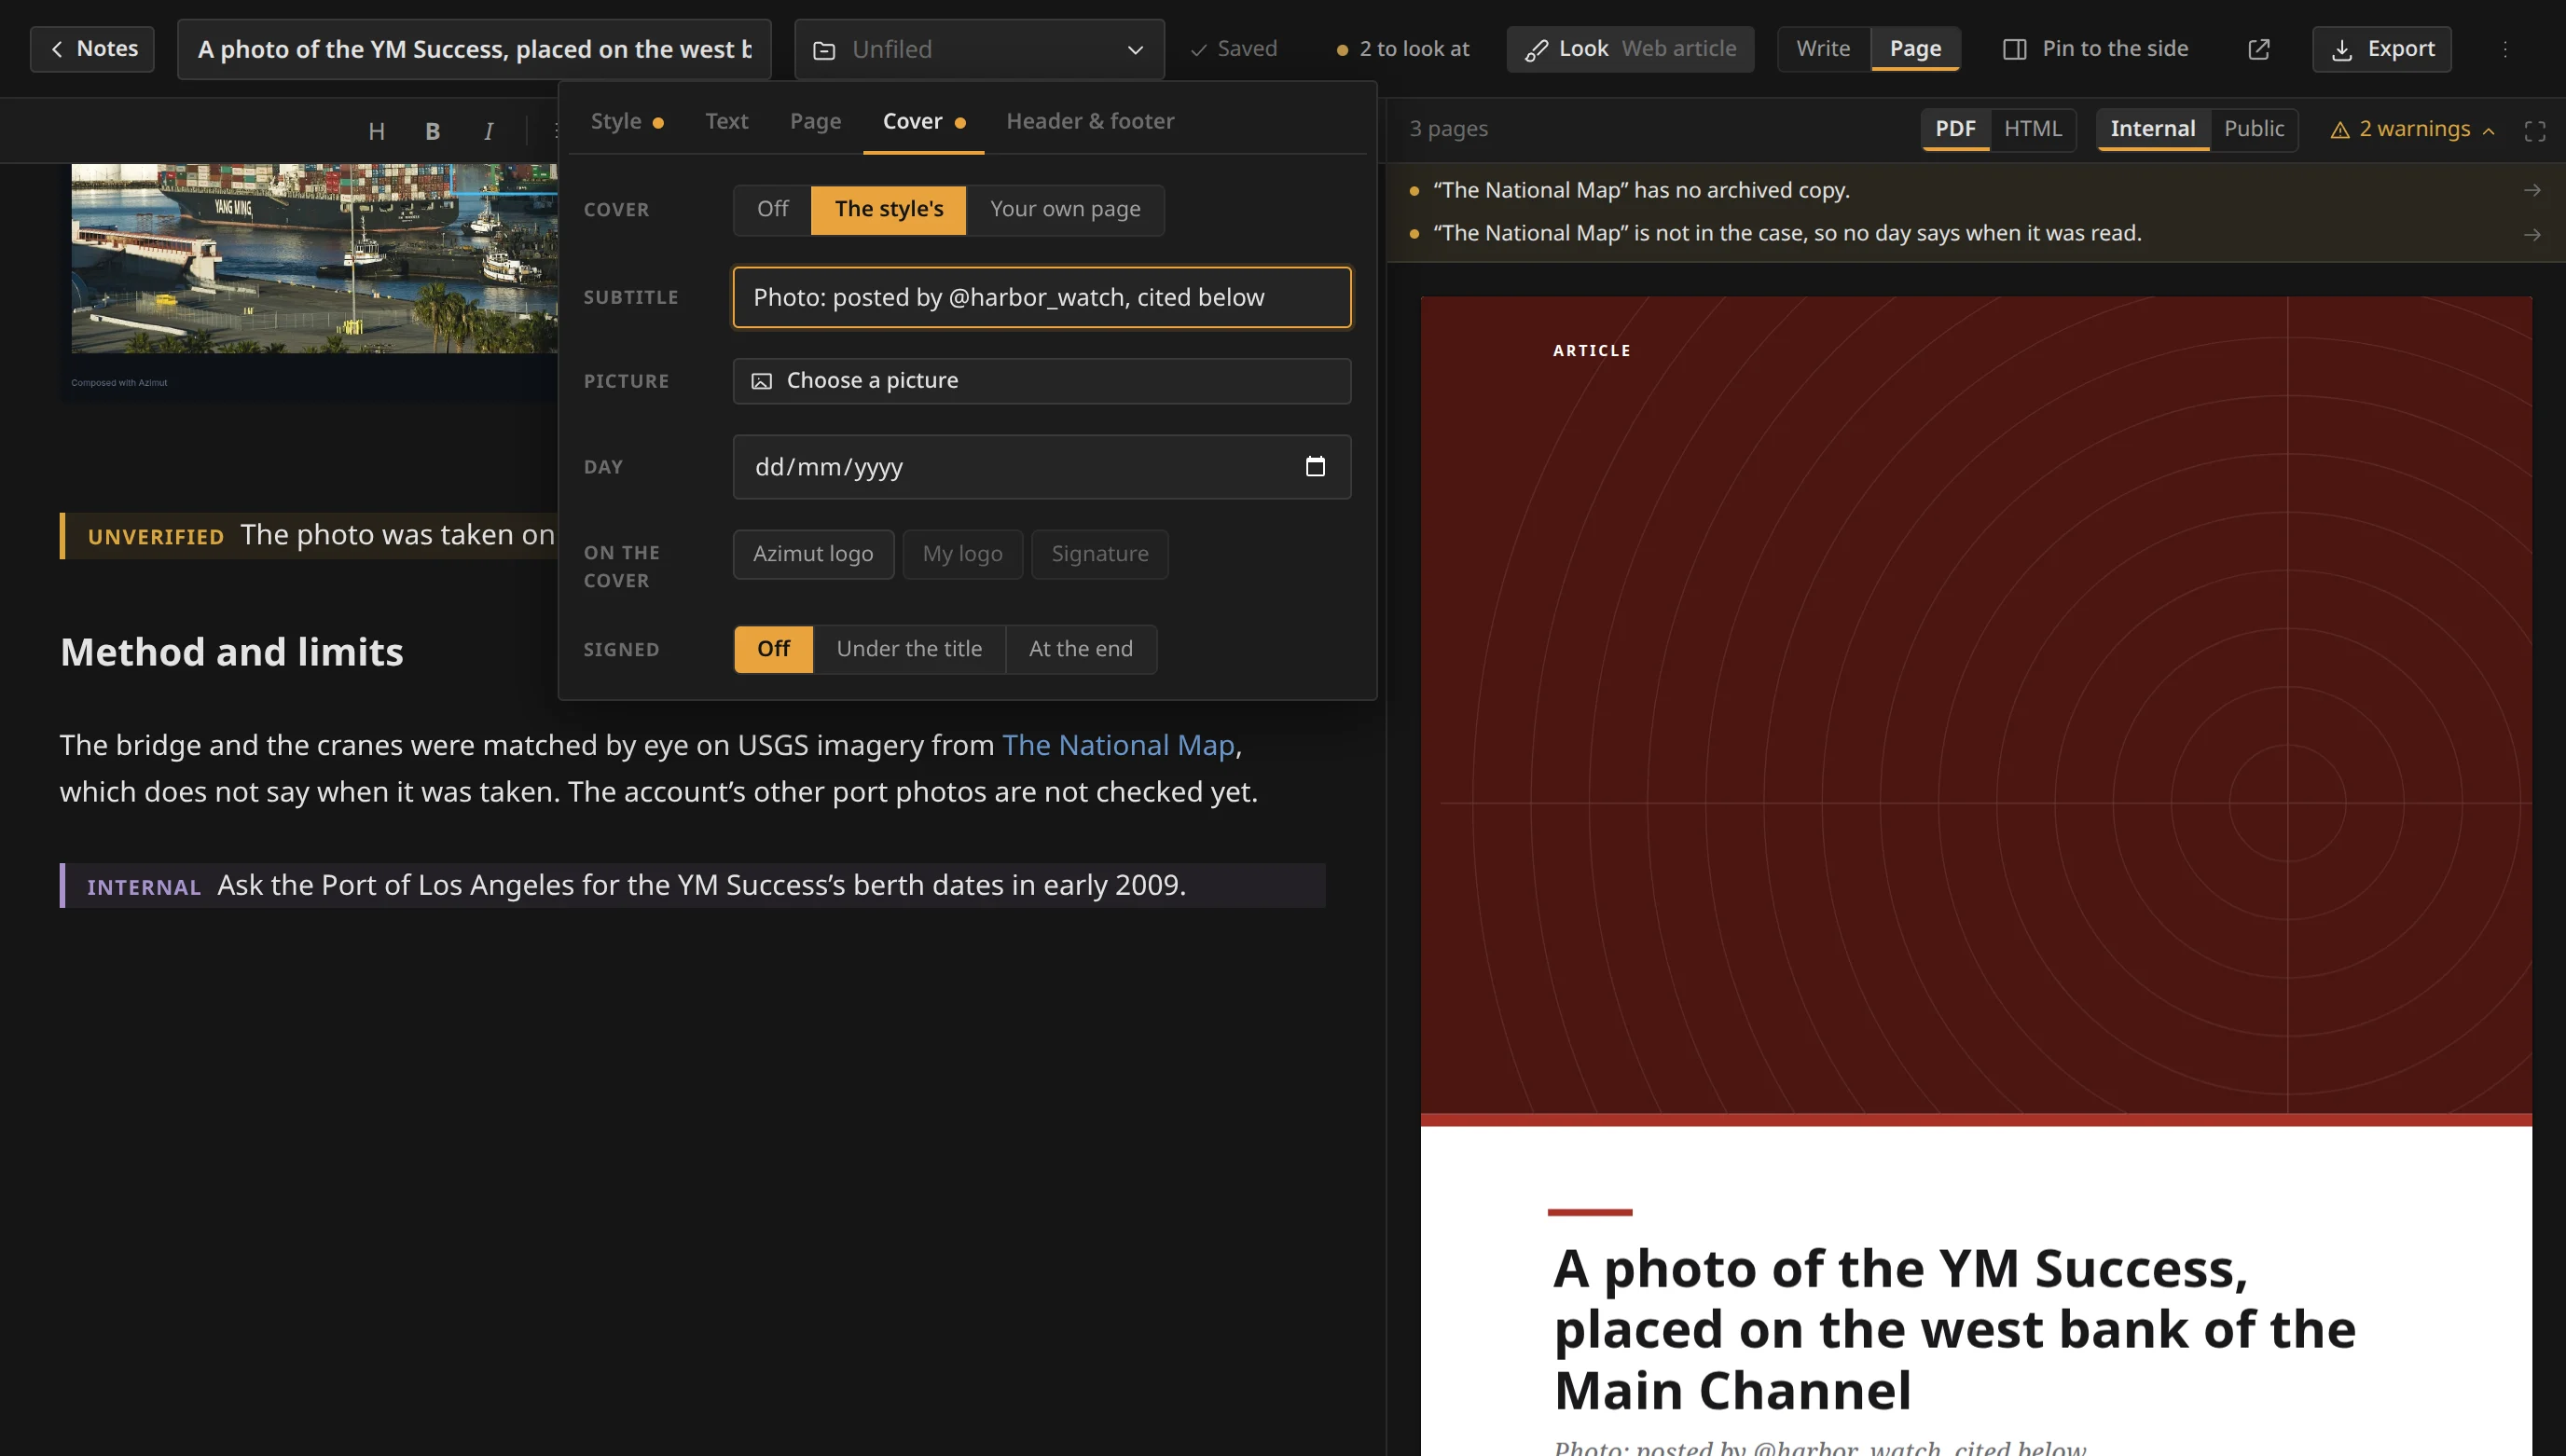 Notes
A photo of the YM Success, placed on the west b
Unfiled
Saved
2 to look at
Look Web article
Write Page
Pin to the side
Export
H B I
Style Text Page Cover Header & footer
COVER
Off The style's Your own page
SUBTITLE
Photo: posted by @harbor_watch, cited below
PICTURE
Choose a picture
DAY
dd/mm/yyyy
ON THE
COVER
Azimut logo My logo Signature
SIGNED
Off Under the title At the end
YANG MING
Composed with Azimut
UNVERIFIED The photo was taken on
Method and limits
The bridge and the cranes were matched by eye on USGS imagery from The National Map,
which does not say when it was taken. The account’s other port photos are not checked yet.
INTERNAL Ask the Port of Los Angeles for the YM Success’s berth dates in early 2009.
3 pages
PDF HTML
Internal Public
2 warnings
“The National Map” has no archived copy.
“The National Map” is not in the case, so no day says when it was read.
ARTICLE
A photo of the YM Success,
placed on the west bank of the
Main Channel
Photo: posted by @harbor_watch, cited below